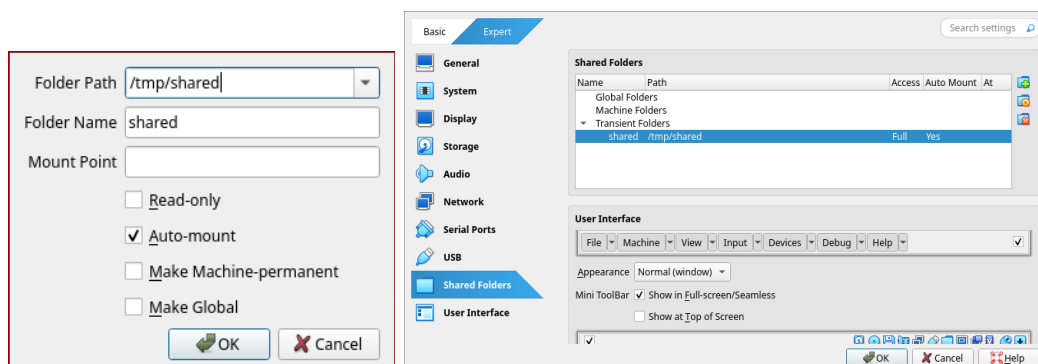 Folder Path /tmp/shared
Folder Name shared
Mount Point
Read-only
Auto-mount
Make Machine-permanent
Make Global
OK Cancel
Basic Expert Search settings
General
System
Display
Storage
Audio
Network
Serial Ports
USB
Shared Folders
User Interface
Shared Folders
Name Path Access Auto Mount At
Global Folders
Machine Folders
Transient Folders
shared /tmp/shared Full Yes
User Interface
File Machine View Input Devices Debug Help
Appearance Normal (window)
Mini ToolBar Show in Full-screen/Seamless
Show at Top of Screen
OK Cancel Help